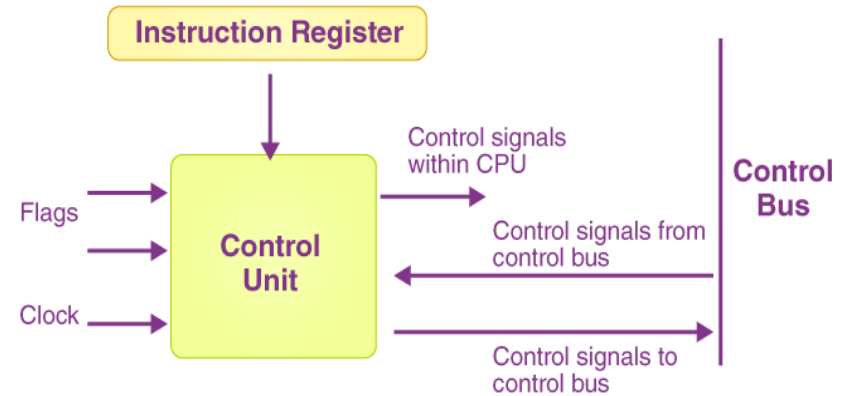 Instruction Register
Control signals
within CPU
Control
Bus
Flags
Control
Unit
Control signals from
control bus
Clock
Control signals to
control bus